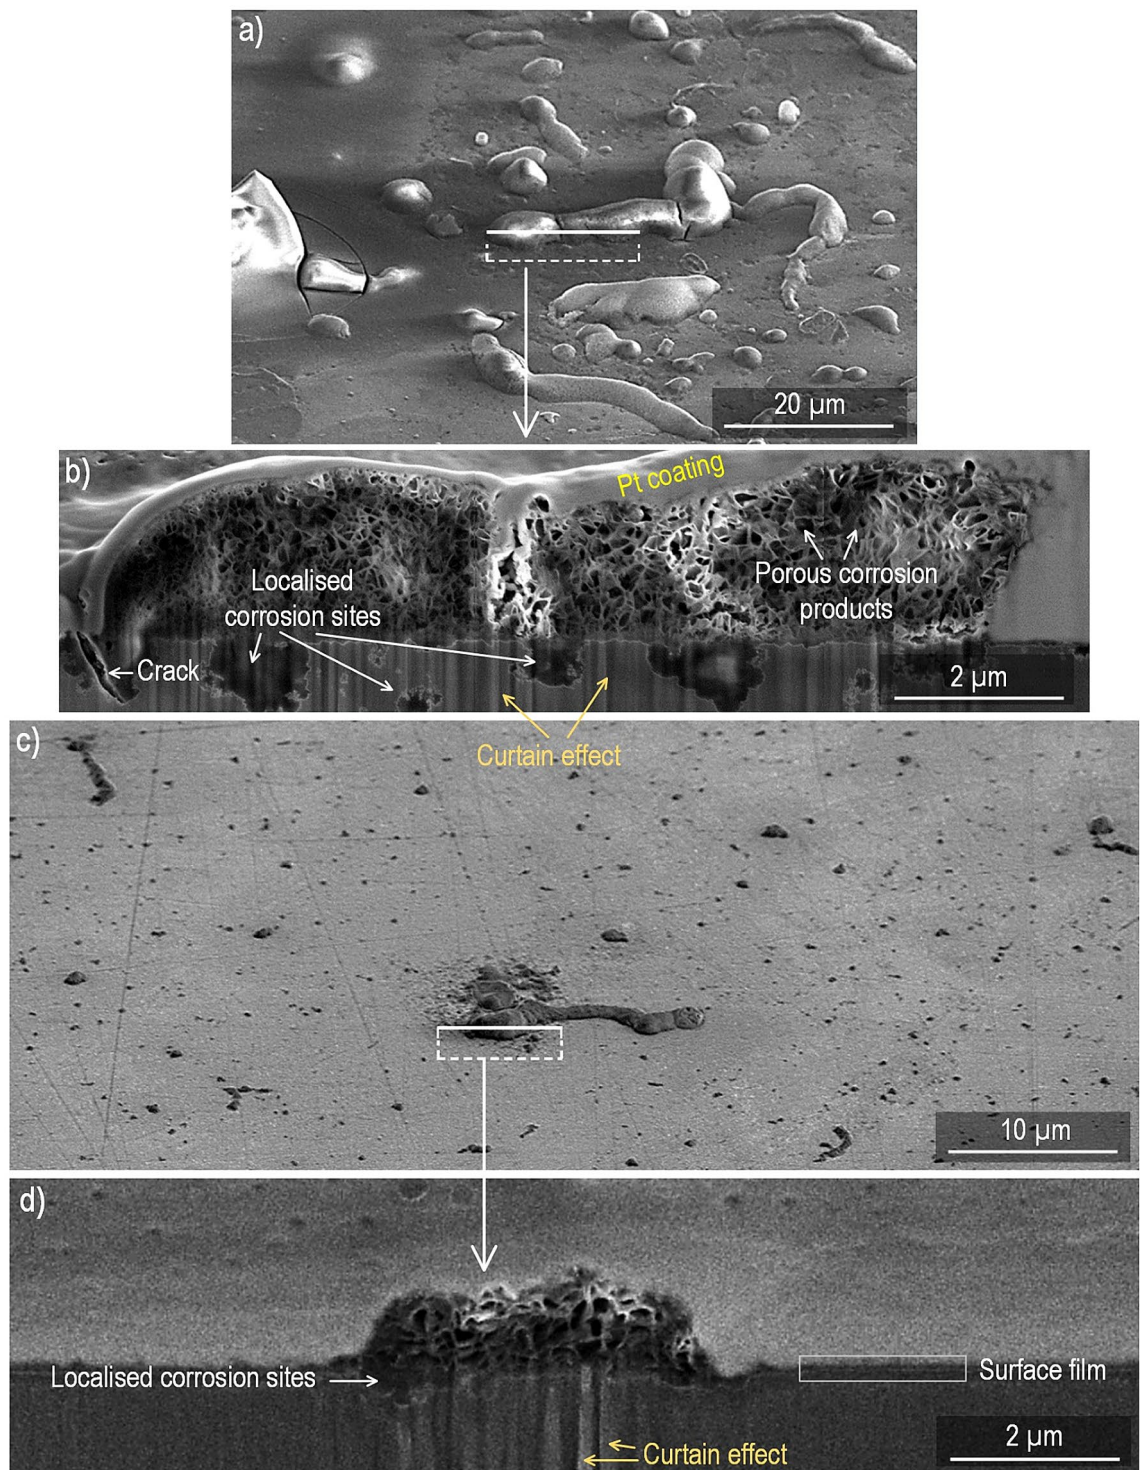 a)
20 µm
b)
Pt coating
Localised
corrosion sites
Porous corrosion
products
Crack
2 µm
Curtain effect
c)
10 µm
d)
Localised corrosion sites
Surface film
2 µm
Curtain effect